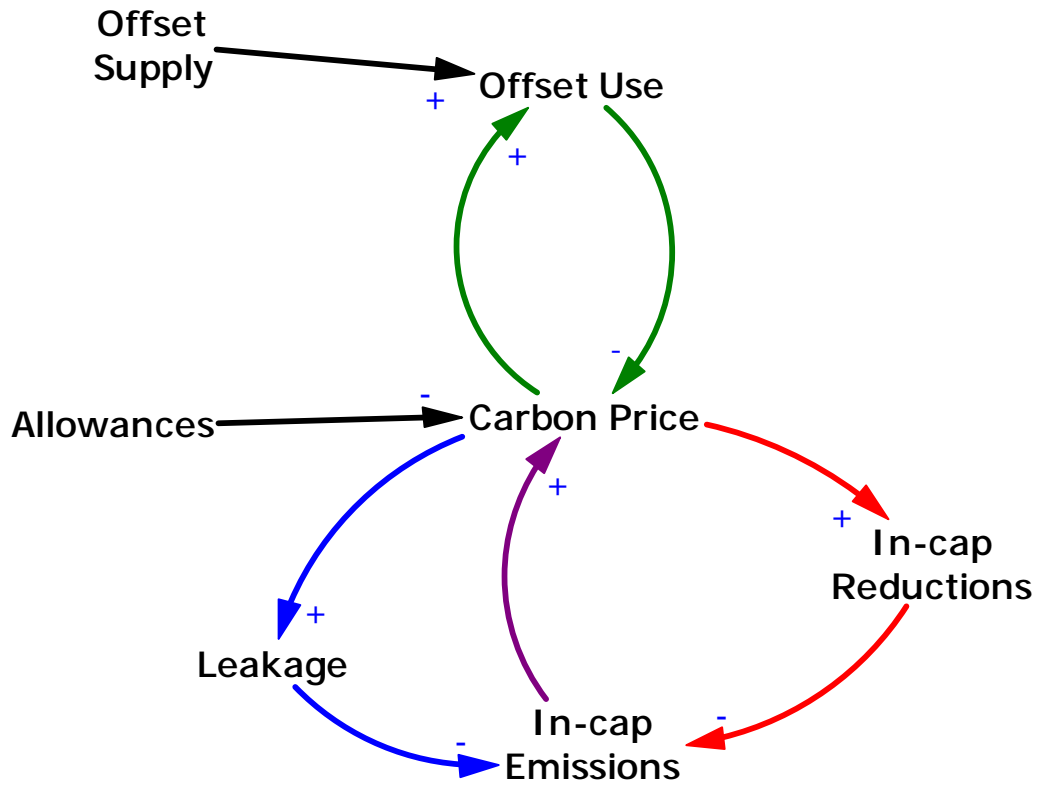 Offset
Supply
Offset Use
+
+
-
-
Allowances
Carbon Price
+
+
In-cap
Reductions
+
Leakage
In-cap
Emissions
-
-